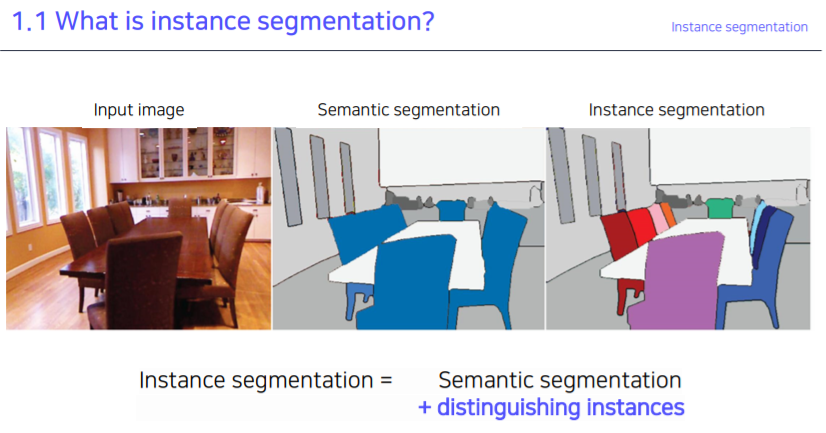 1.1 What is instance segmentation?
Instance segmentation
Input image
Semantic segmentation
Instance segmentation
Instance segmentation =
Semantic segmentation
+ distinguishing instances